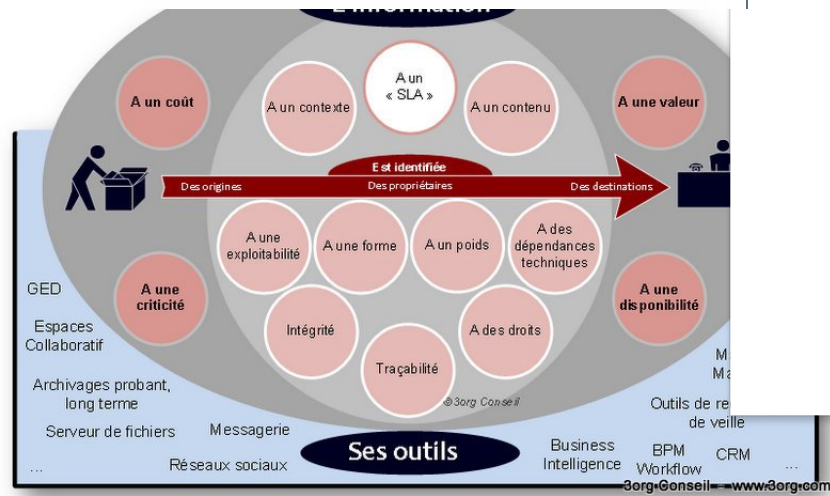 L'information
A un
« SLA »
A un coût
A un contexte
A un contenu
A une valeur
Est identifiée
Des origines
Des propriétaires
Des destinations
A une
exploitabilité
A une forme
A un poids
A des
dépendances
techniques
A une
criticité
A une
disponibilité
Intégrité
A des droits
Traçabilité
©3org Conseil
GED
Espaces
Collaboratif
Archivages probant,
long terme
Serveur de fichiers
Messagerie
Réseaux sociaux
...
Ses outils
Outils de
de veille
Business
Intelligence
BPM
Workflow
CRM
...
3org Conseil – www.3org.com